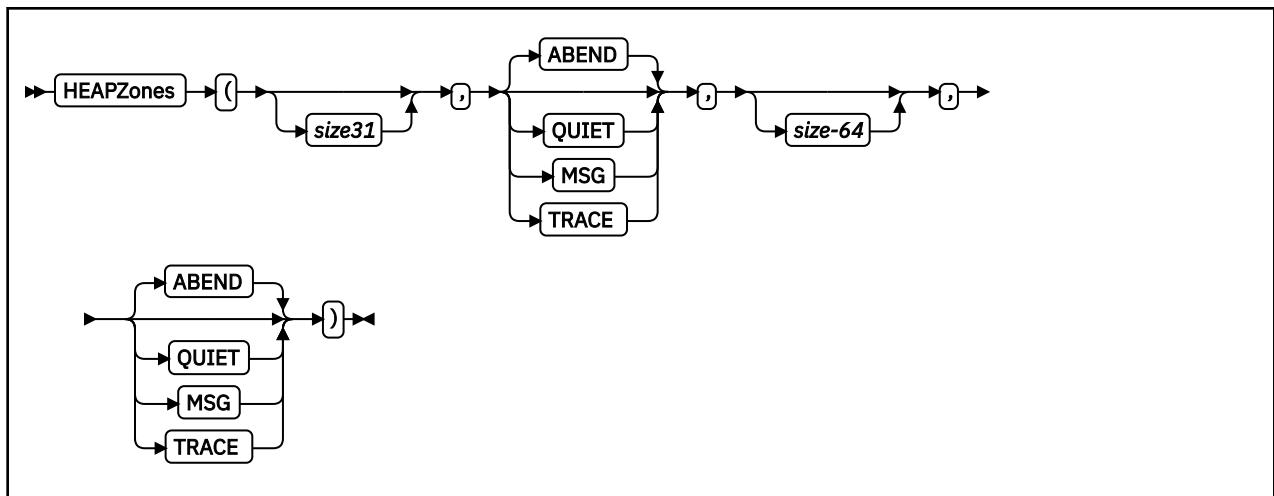 ABEND
HEAPZones ( , , ,
size31 QUIET size-64
MSG
TRACE
ABEND
)
QUIET
MSG
TRACE